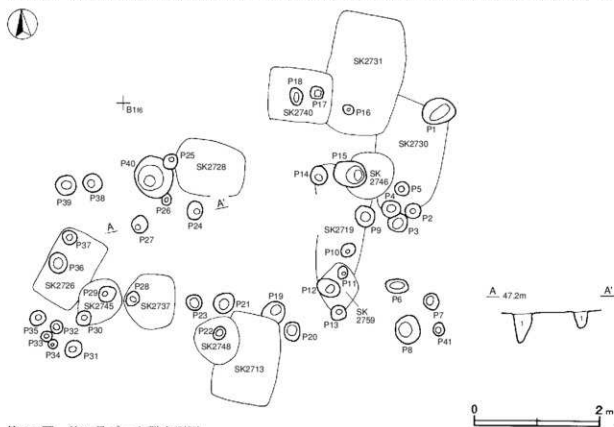 SK2731
P18
P17
SK2740
P16
P1
B1f6
SK2730
P25
P40
SK2728
P15
P14
SK
2746
P5
P39
P38
P26
A'
P4
P2
A
P24
P9
P3
P27
SK2719
P37
P10
P36
P11
A
47.2m
A'
SK2726
P29
P28
P12
P6
SK2745
SK2737
P23
P21
P19
P7
1
1
P35
P32
P30
P13
SK
2759
P33
P22
P20
P8
P41
P34
P31
SK2748
SK2713
0
2 m